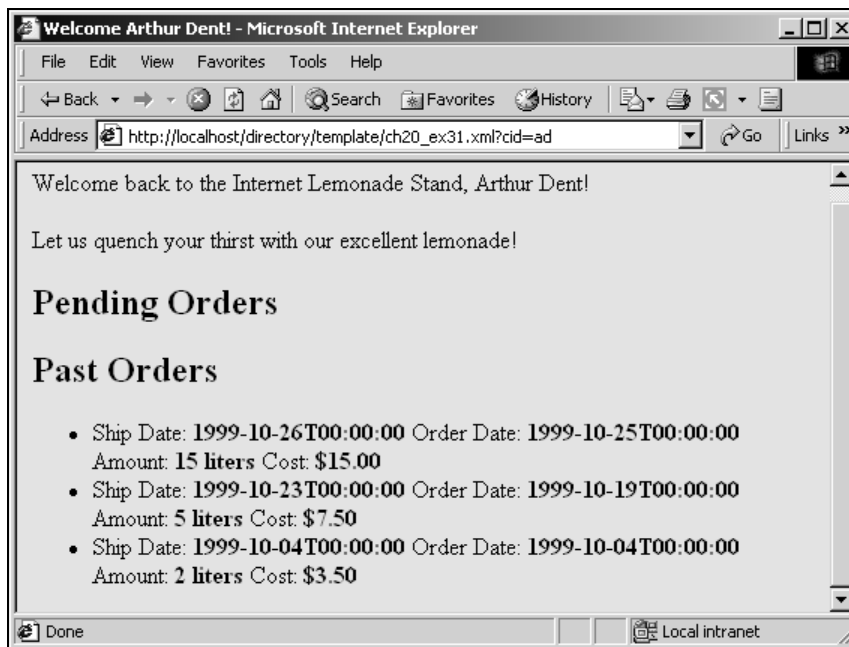 Welcome Arthur Dent! - Microsoft Internet Explorer
File Edit View Favorites Tools Help
Back Search Favorites History
Address http://localhost/directory/template/ch20_ex31.xml?cid=ad Go Links »
Welcome back to the Internet Lemonade Stand, Arthur Dent!
Let us quench your thirst with our excellent lemonade!
Pending Orders
Past Orders
• Ship Date: 1999-10-26T00:00:00 Order Date: 1999-10-25T00:00:00
Amount: 15 liters Cost: $15.00
• Ship Date: 1999-10-23T00:00:00 Order Date: 1999-10-19T00:00:00
Amount: 5 liters Cost: $7.50
• Ship Date: 1999-10-04T00:00:00 Order Date: 1999-10-04T00:00:00
Amount: 2 liters Cost: $3.50
Done Local intranet